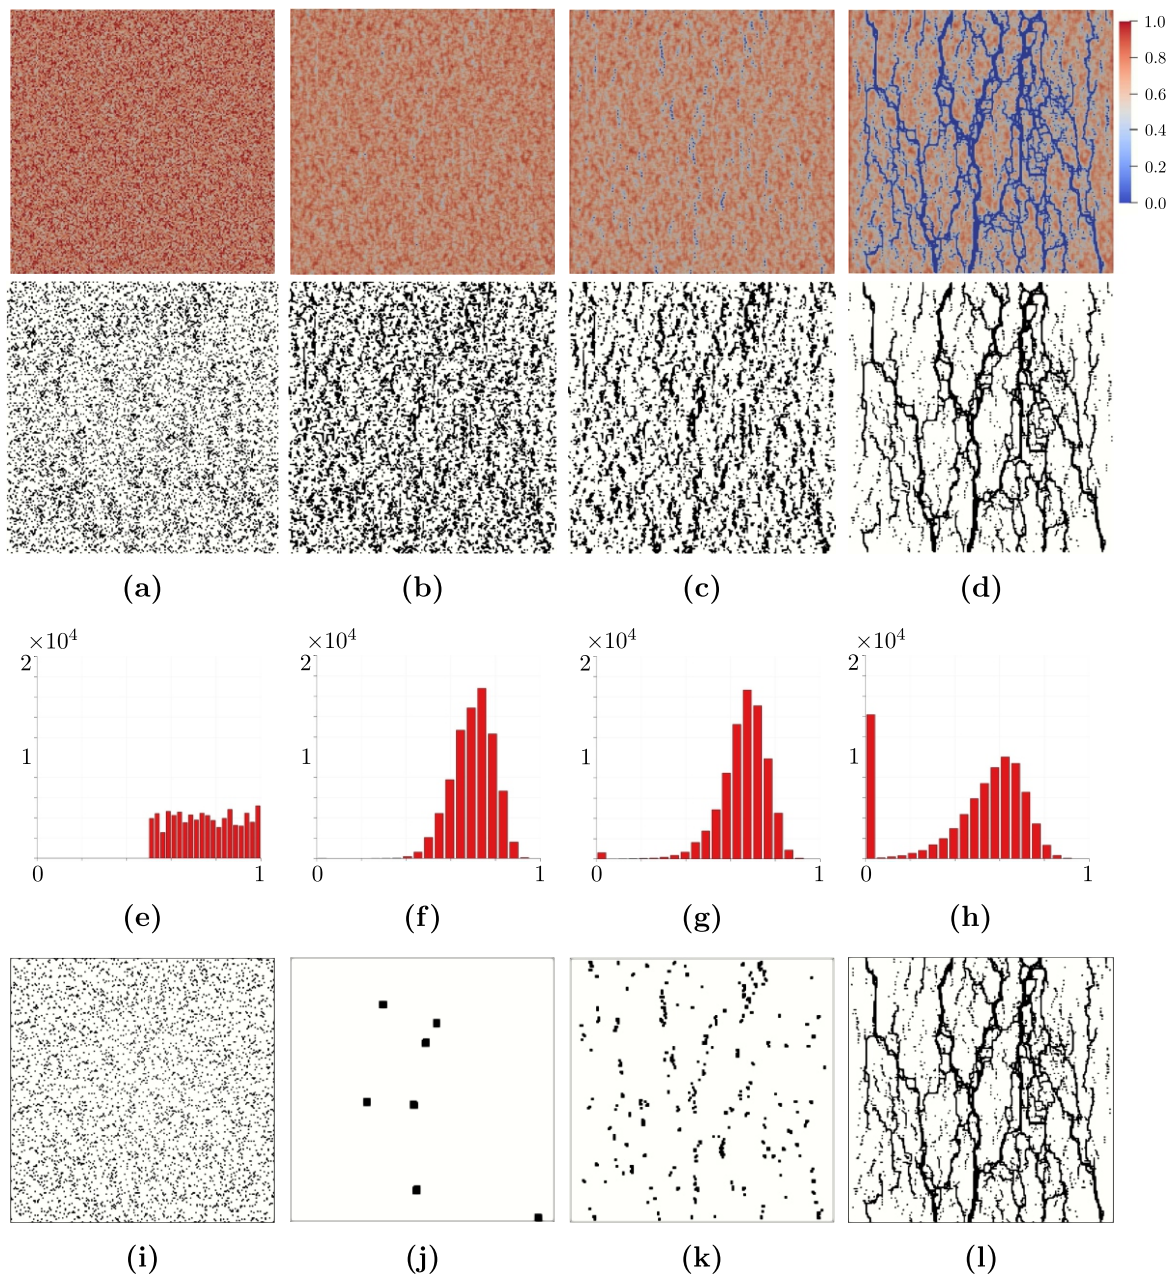 1.0
0.8
0.6
0.4
0.2
0.0
(a) (b) (c) (d)
×10⁴ ×10⁴ ×10⁴ ×10⁴
2 2 2 2
1 1 1 1
0 1 0 1 0 1 0 1
(e) (f) (g) (h)
(i) (j) (k) (l)